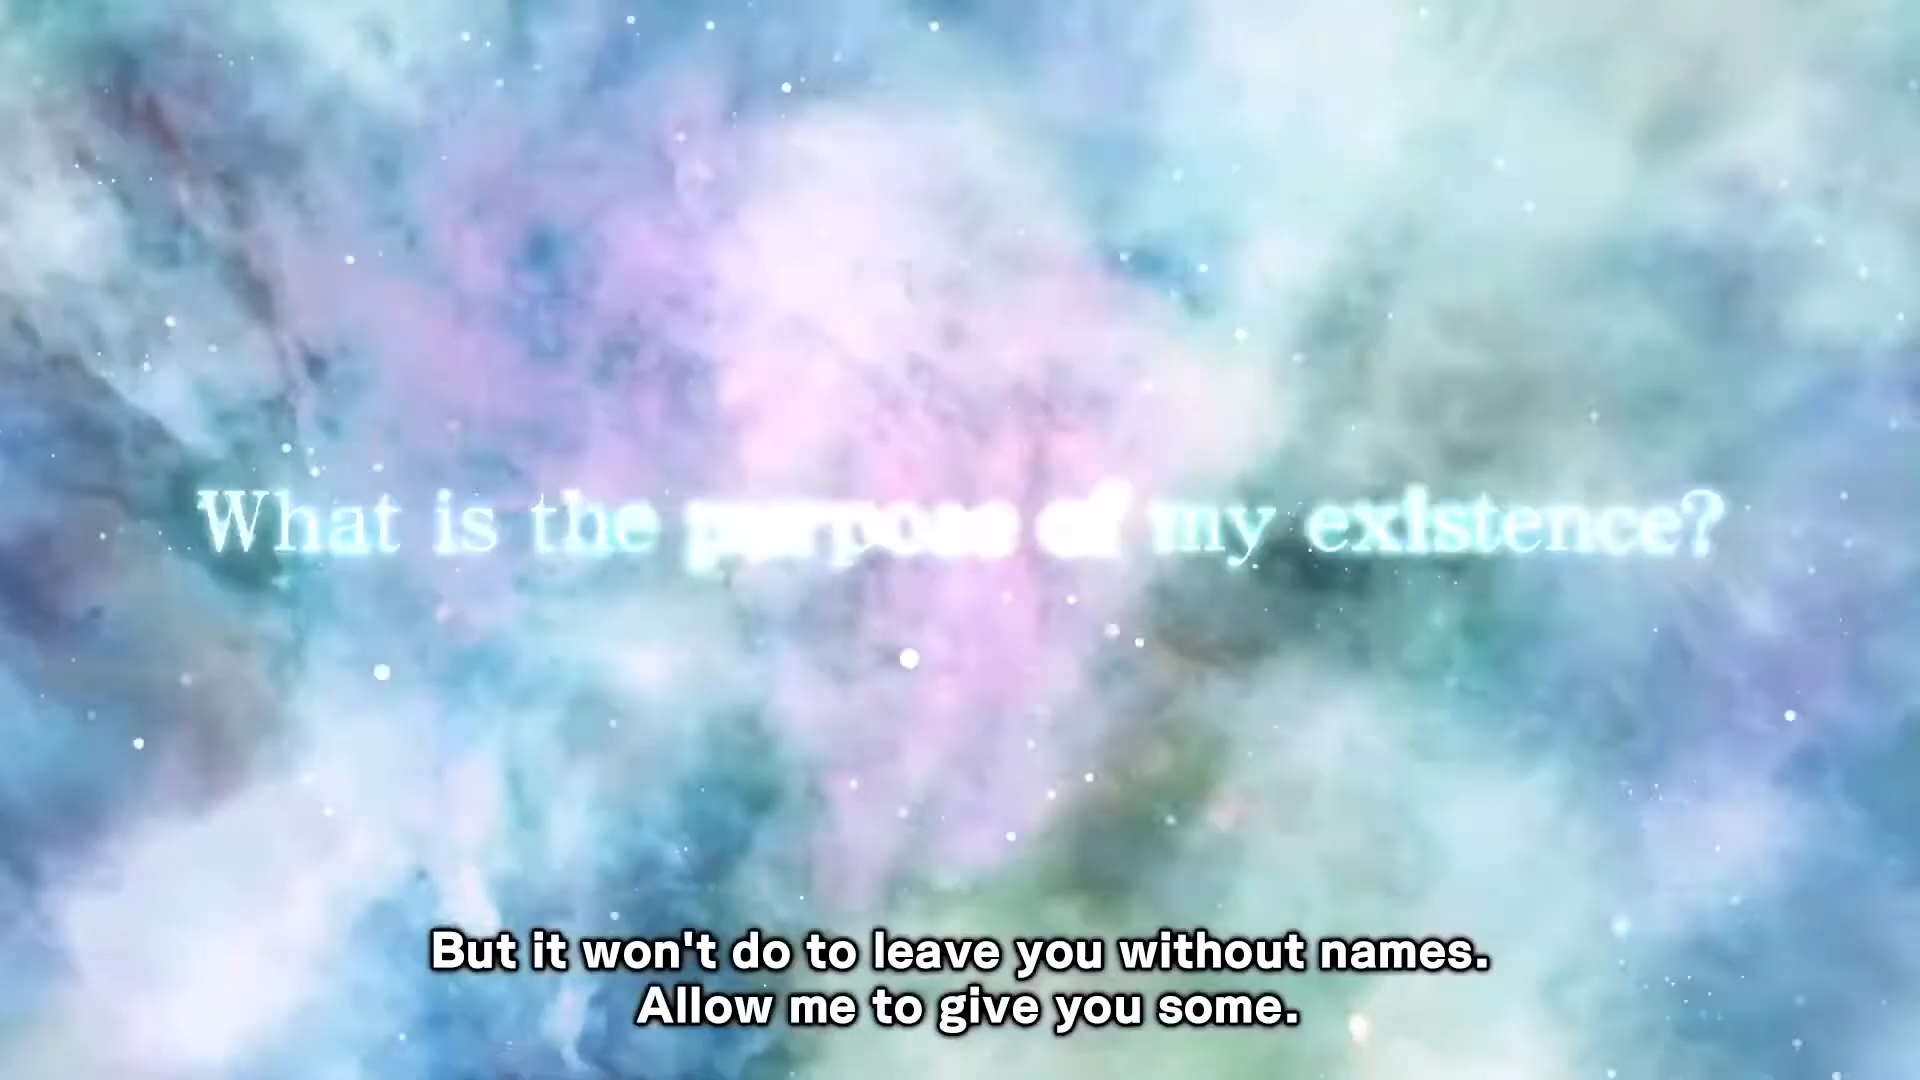 What is the purpose of my existence?
But it won't do to leave you without names.
Allow me to give you some.